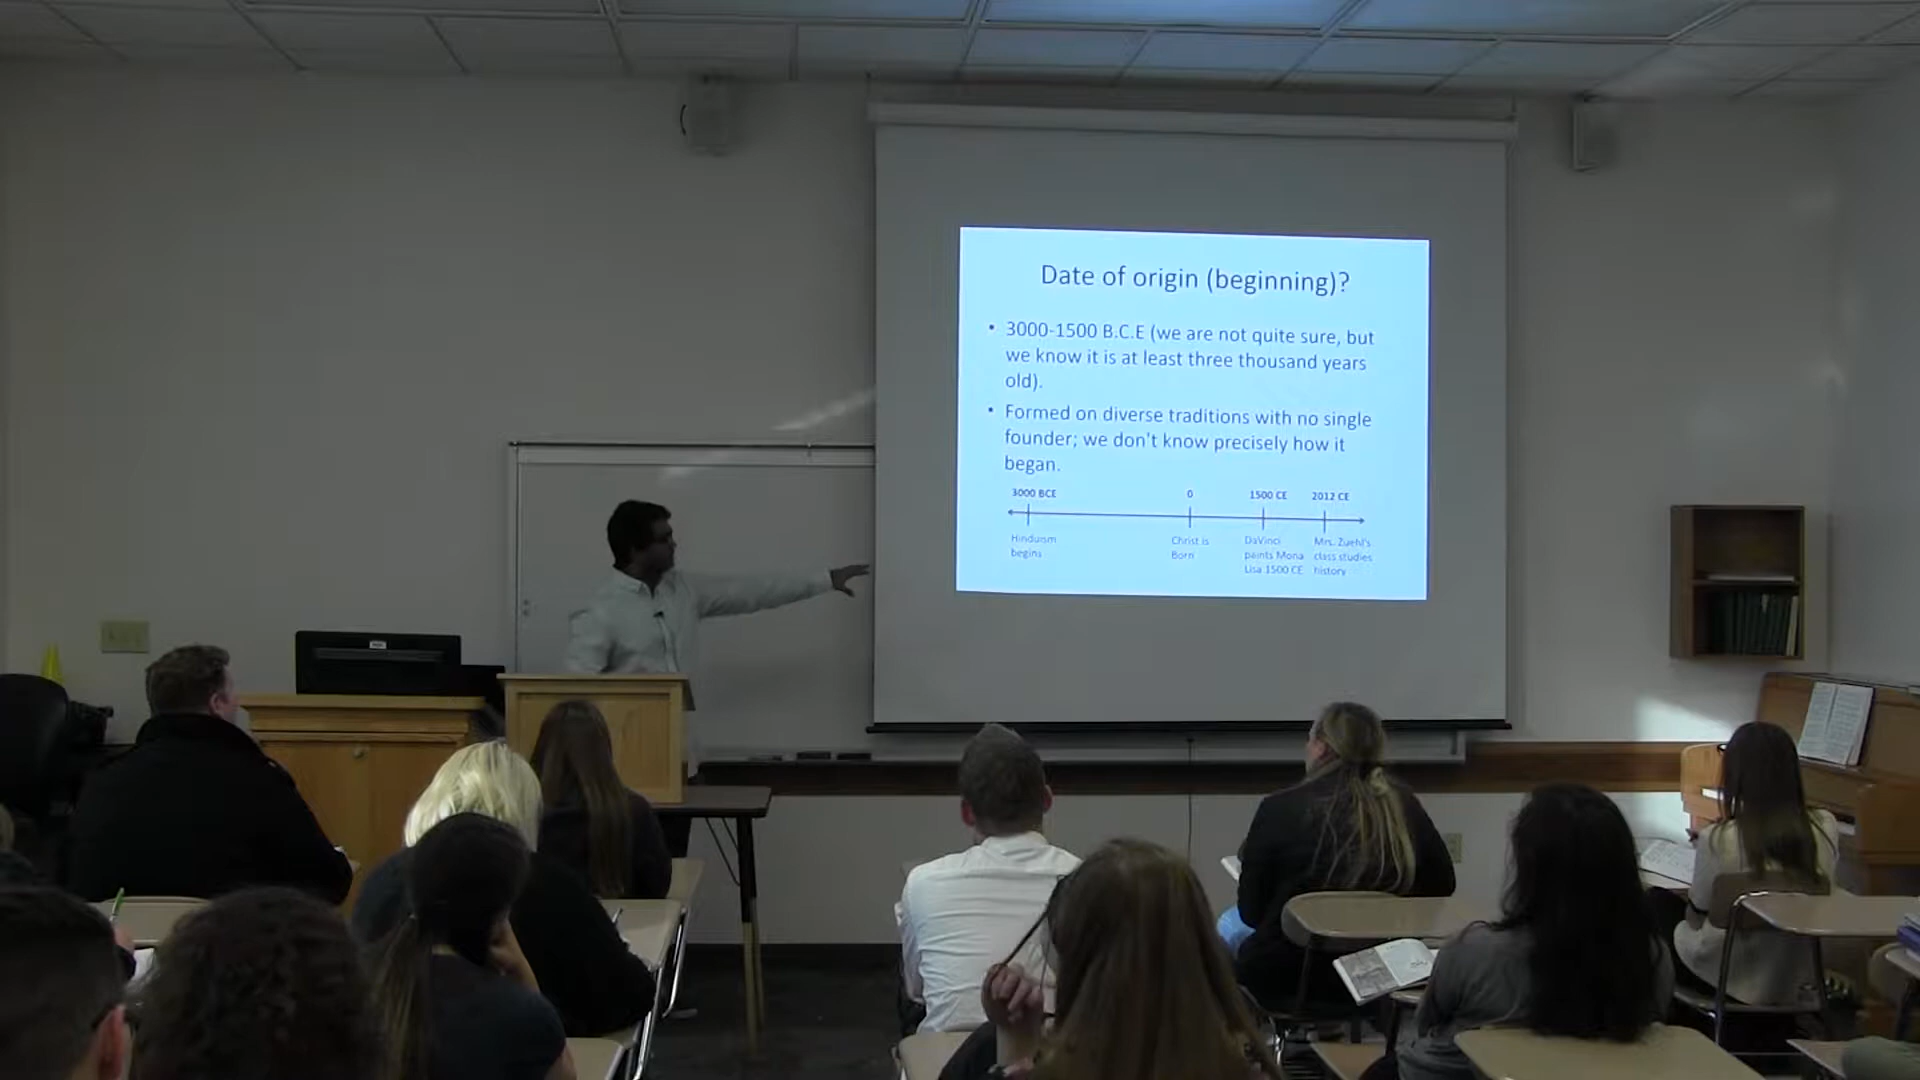 Date of origin (beginning)?
• 3000-1500 B.C.E (we are not quite sure, but
we know it is at least three thousand years
old).
• Formed on diverse traditions with no single
founder; we don't know precisely how it
began.
3000 BCE
0
1500 CE
2012 CE
Hinduism
begins
Christ is
Born
DaVinci
paints Mona
Lisa 1500 CE
Mrs. Zuehl's
class studies
history